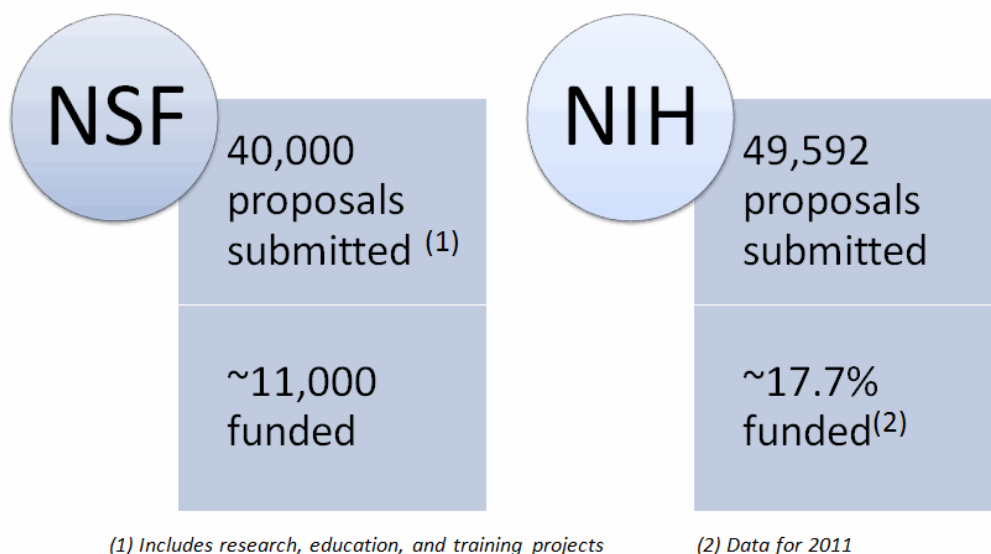 NSF
40,000
proposals
submitted (1)
~11,000
funded
NIH
49,592
proposals
submitted
~17.7%
funded(2)
(1) Includes research, education, and training projects
(2) Data for 2011